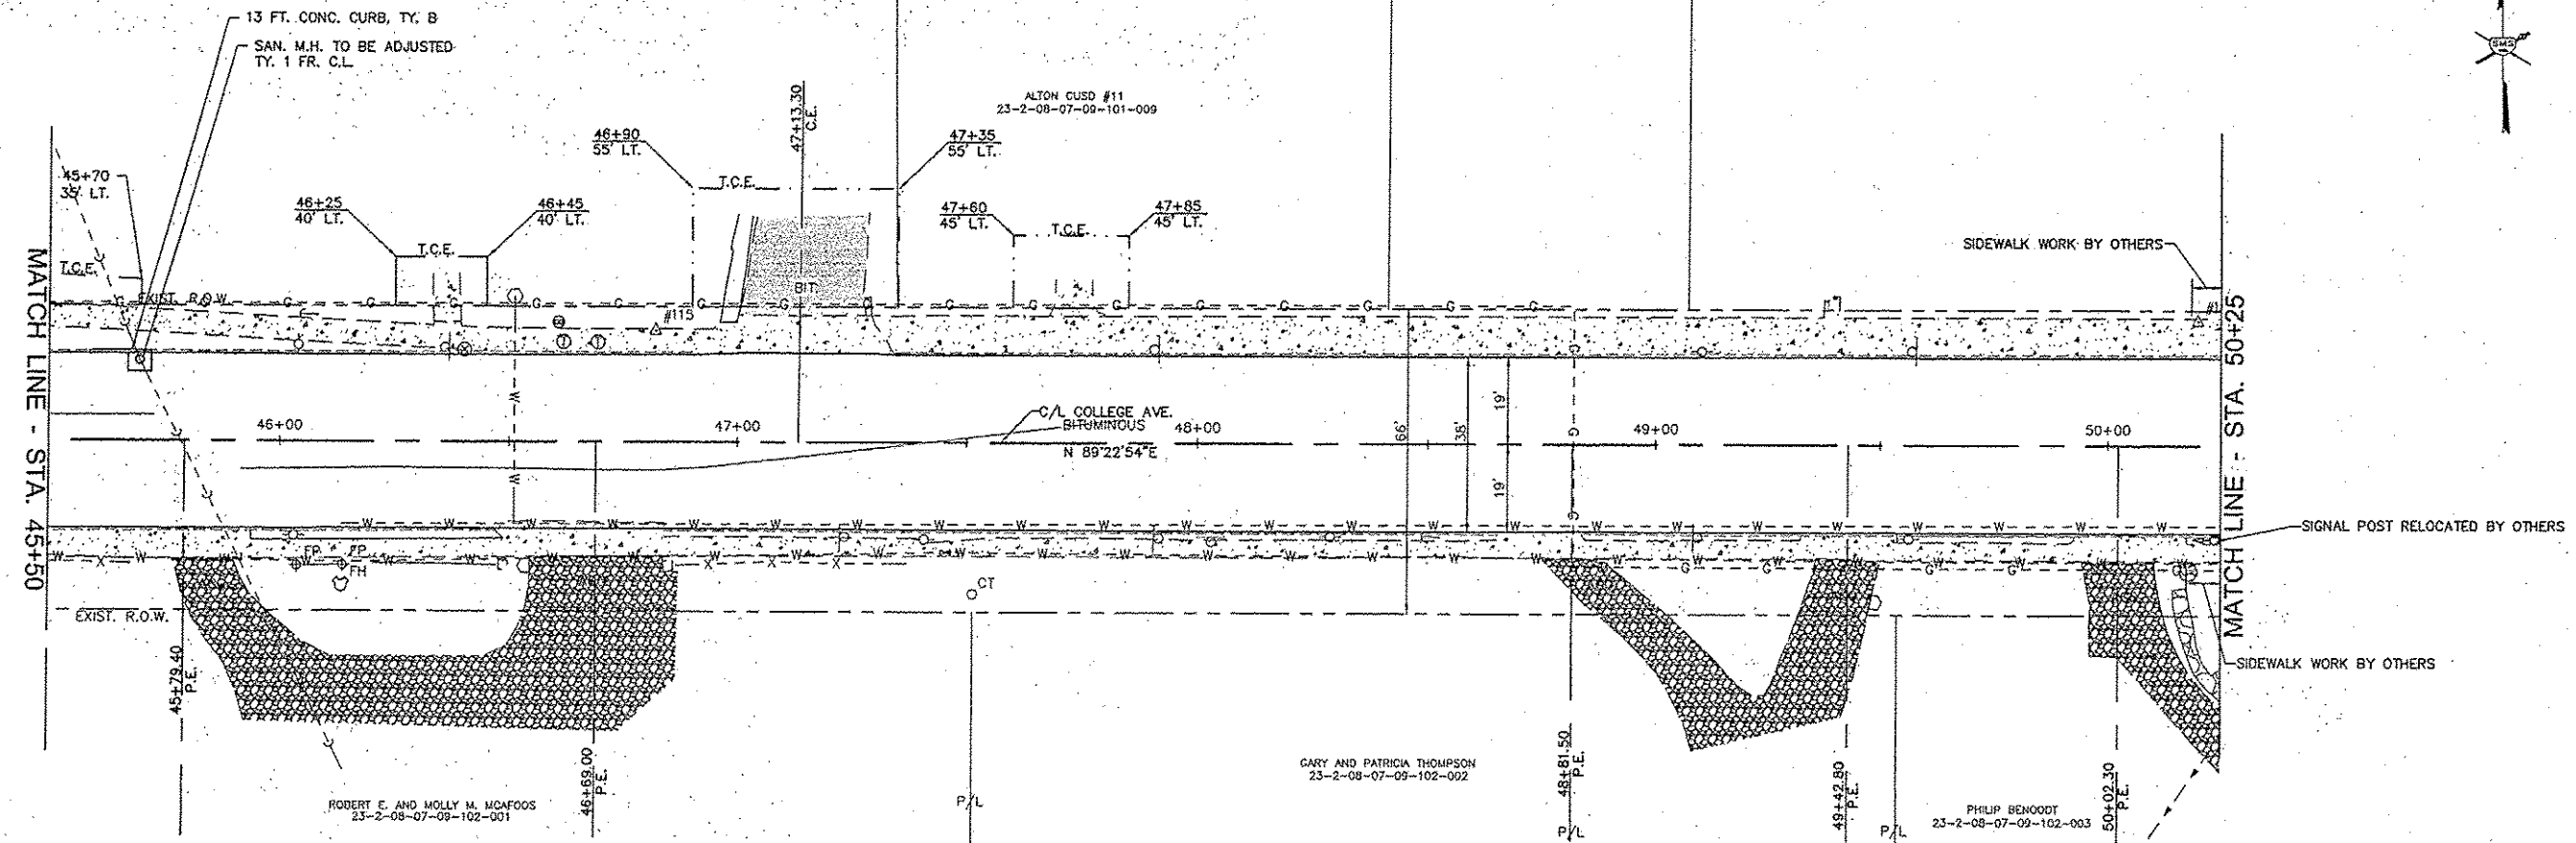 13 FT. CONC. CURB, TY. B
SAN. M.H. TO BE ADJUSTED
TY. 1 FR. C.L.
SMS
ALTON CUSD #11
23-2-08-07-09-101-009
47+13.30
C.E.
46+90
55' LT.
47+35
55' LT.
45+70
35' LT.
46+25
40' LT.
46+45
40' LT.
47+60
45' LT.
47+85
45' LT.
T.C.E.
T.C.E.
T.C.E.
T.C.E.
SIDEWALK WORK BY OTHERS
EXIST. R.O.W.
BIT.
#115
MATCH LINE - STA. 45+50
MATCH LINE - STA. 50+25
46+00
47+00
C/L COLLEGE AVE.
BITUMINOUS
48+00
N 89°22'54"E
66'
38'
19'
19'
49+00
50+00
SIGNAL POST RELOCATED BY OTHERS
FP
FP
FH
CT
EXIST. R.O.W.
SIDEWALK WORK BY OTHERS
45+79.40
P.E.
46+69.00
P.E.
48+81.50
P.E.
49+42.80
P.E.
50+02.30
P.E.
GARY AND PATRICIA THOMPSON
23-2-08-07-09-102-002
ROBERT E. AND MOLLY M. MCAFOOS
23-2-08-07-09-102-001
P/L
P/L
P/L
PHILIP BENOODT
23-2-08-07-09-102-003